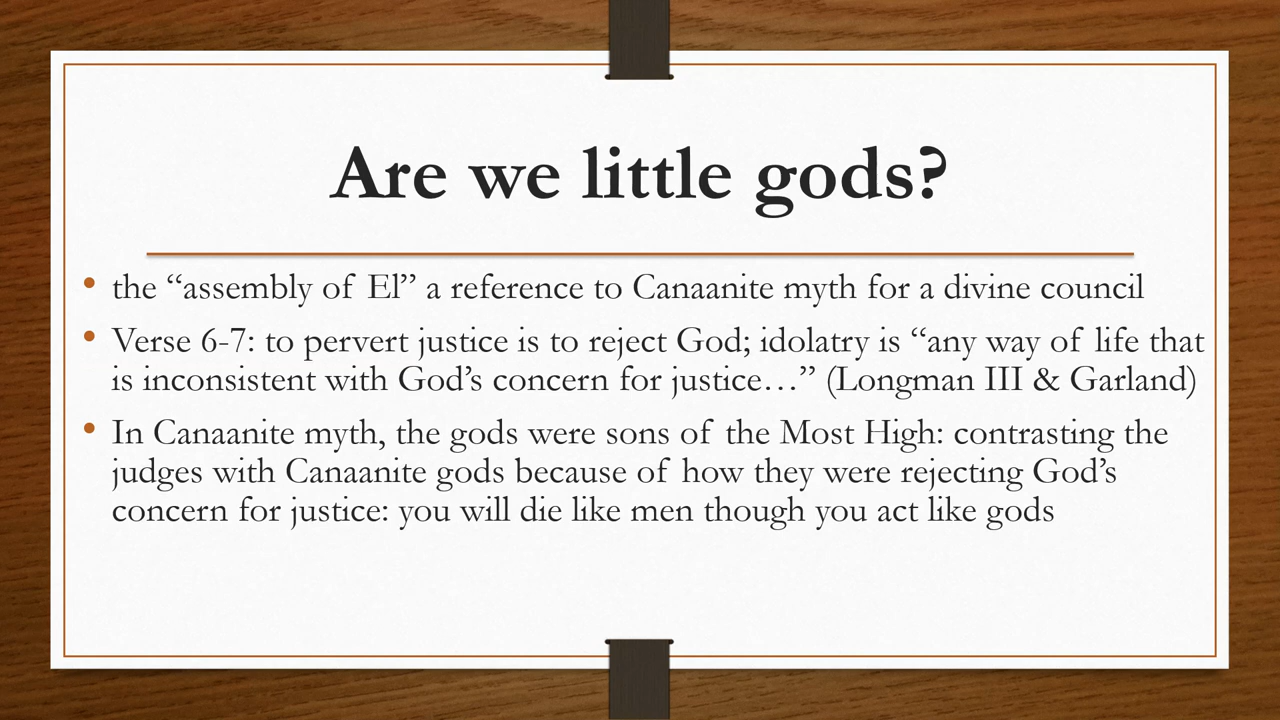 Are we little gods?
• the “assembly of El” a reference to Canaanite myth for a divine council
• Verse 6-7: to pervert justice is to reject God; idolatry is “any way of life that
is inconsistent with God’s concern for justice…” (Longman III & Garland)
• In Canaanite myth, the gods were sons of the Most High: contrasting the
judges with Canaanite gods because of how they were rejecting God’s
concern for justice: you will die like men though you act like gods